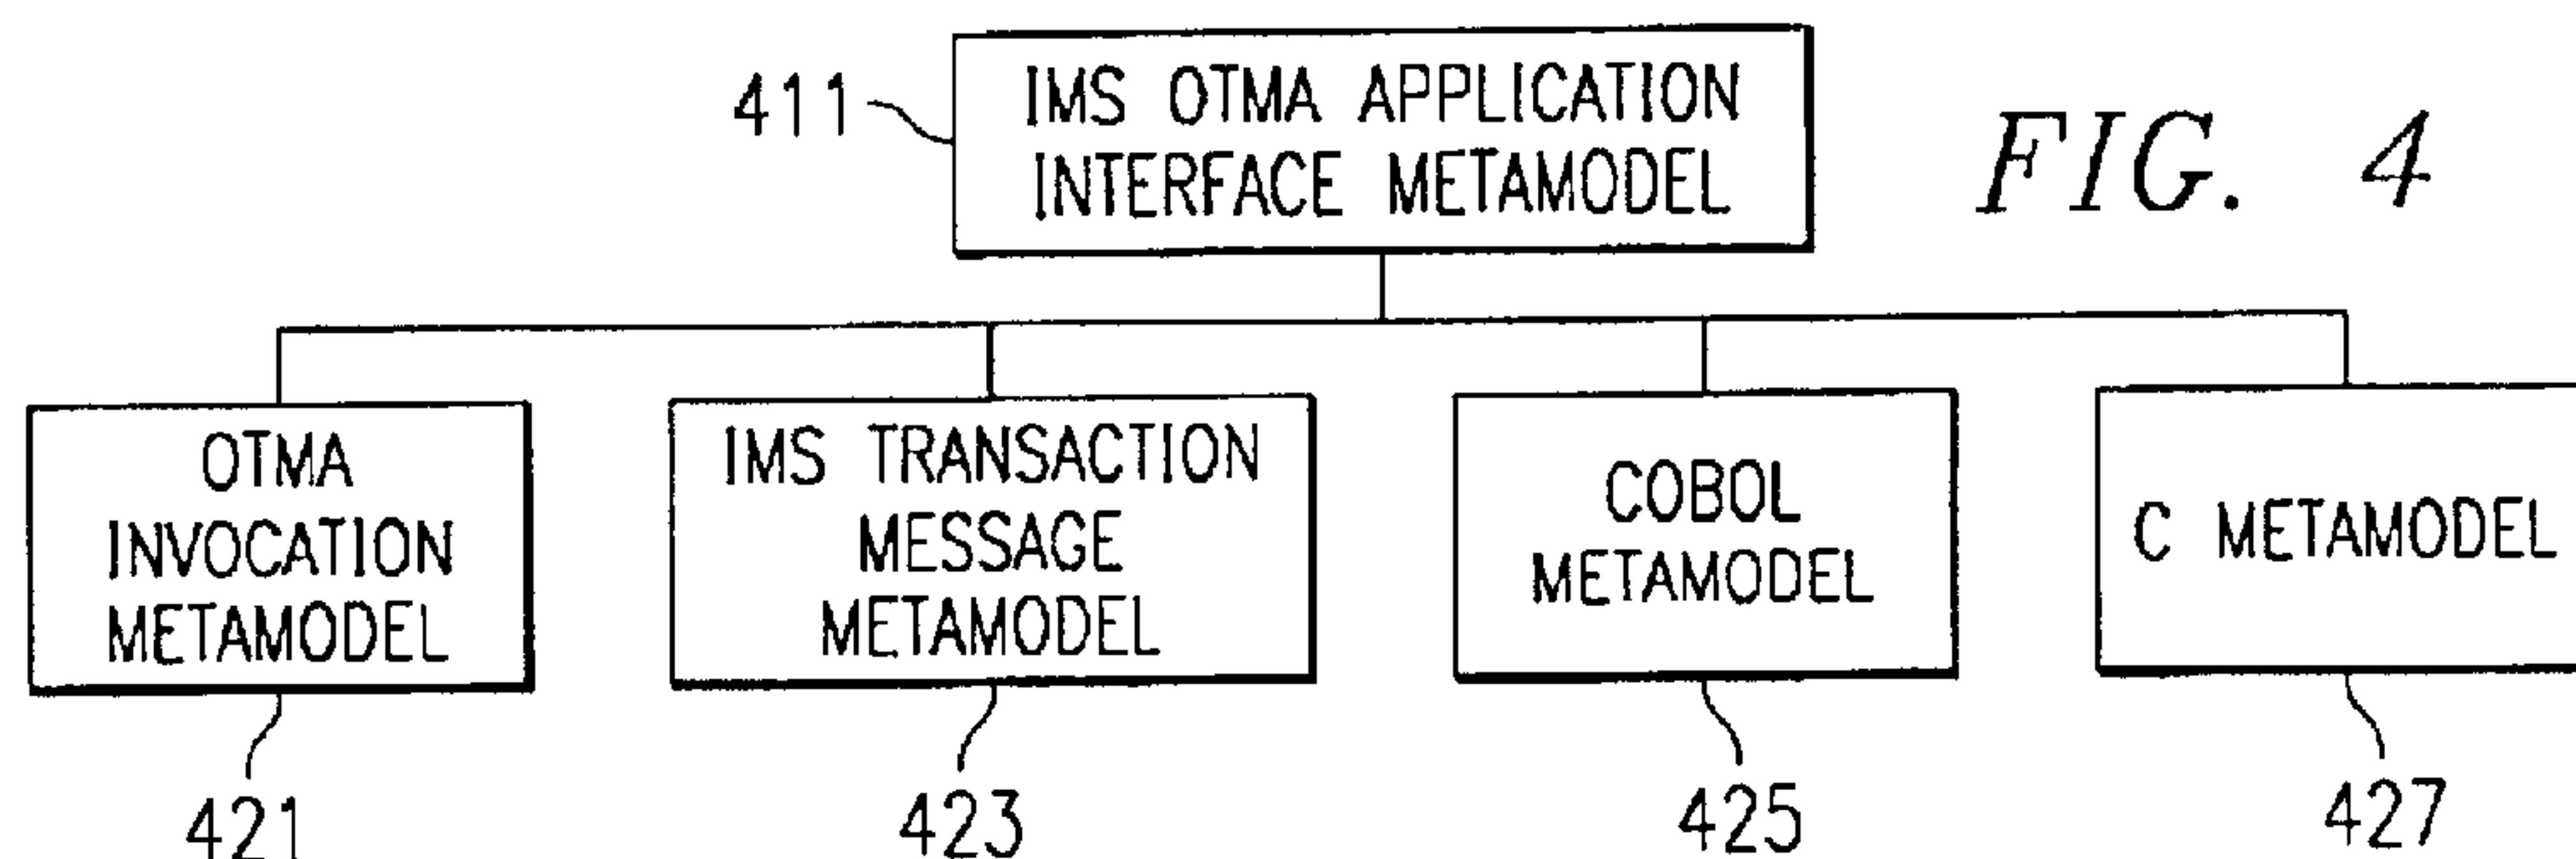 411
IMS OTMA APPLICATION
INTERFACE METAMODEL
FIG. 4
OTMA
INVOCATION
METAMODEL
IMS TRANSACTION
MESSAGE
METAMODEL
COBOL
METAMODEL
C METAMODEL
421
423
425
427